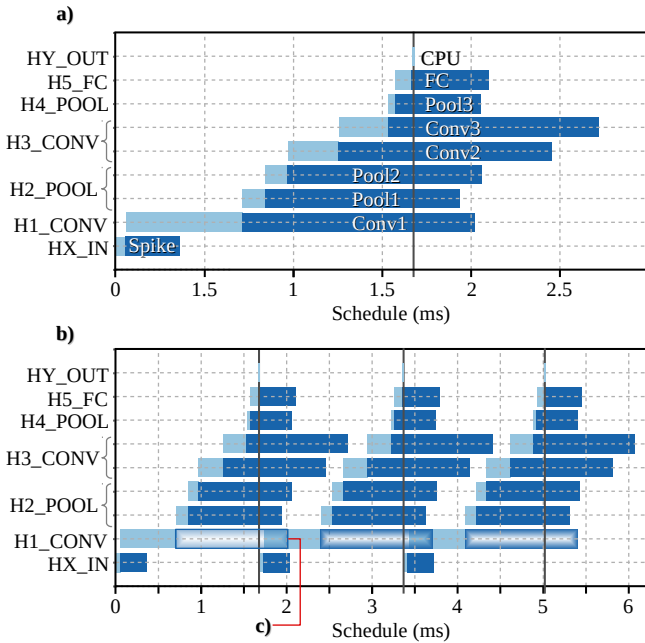 a)
HY_OUT
CPU
H5_FC
FC
H4_POOL
Pool3
H3_CONV
Conv3
Conv2
H2_POOL
Pool2
Pool1
H1_CONV
Conv1
HX_IN
Spike
0 1.5 1 1.5 2 2.5
Schedule (ms)
b)
HY_OUT
H5_FC
H4_POOL
H3_CONV
H2_POOL
H1_CONV
HX_IN
0 1 2 3 4 5 6
c)
Schedule (ms)